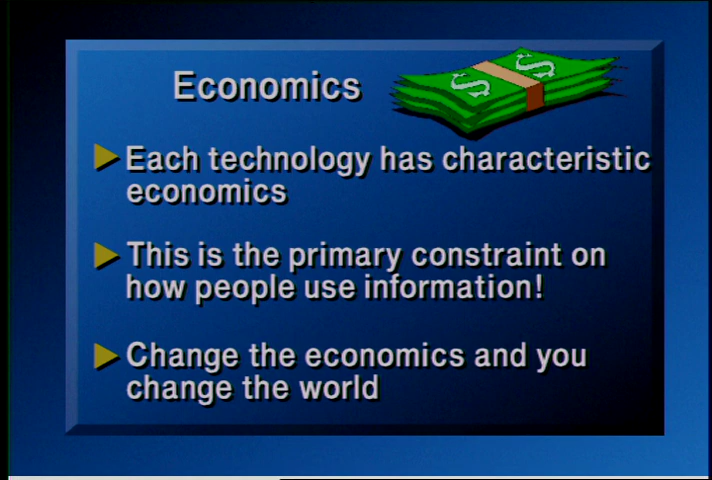 Economics
Each technology has characteristic
economics
This is the primary constraint on
how people use information!
Change the economics and you
change the world